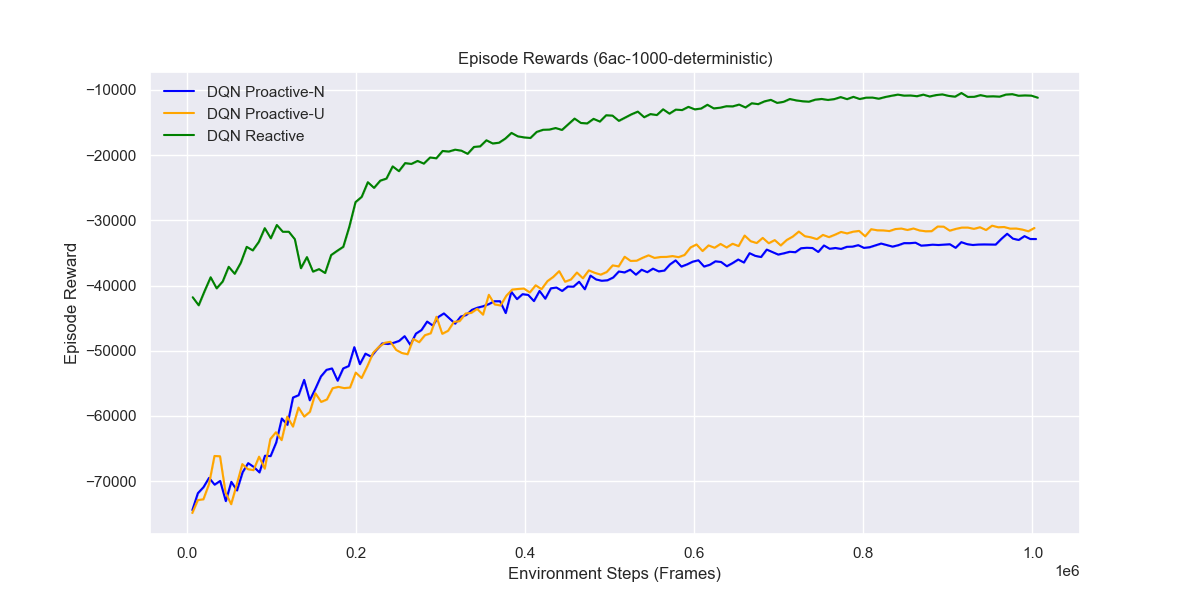 Episode Rewards (6ac-1000-deterministic)
DQN Proactive-N
DQN Proactive-U
DQN Reactive
Episode Reward
−10000
−20000
−30000
−40000
−50000
−60000
−70000
0.0
0.2
0.4
0.6
0.8
1.0
1e6
Environment Steps (Frames)